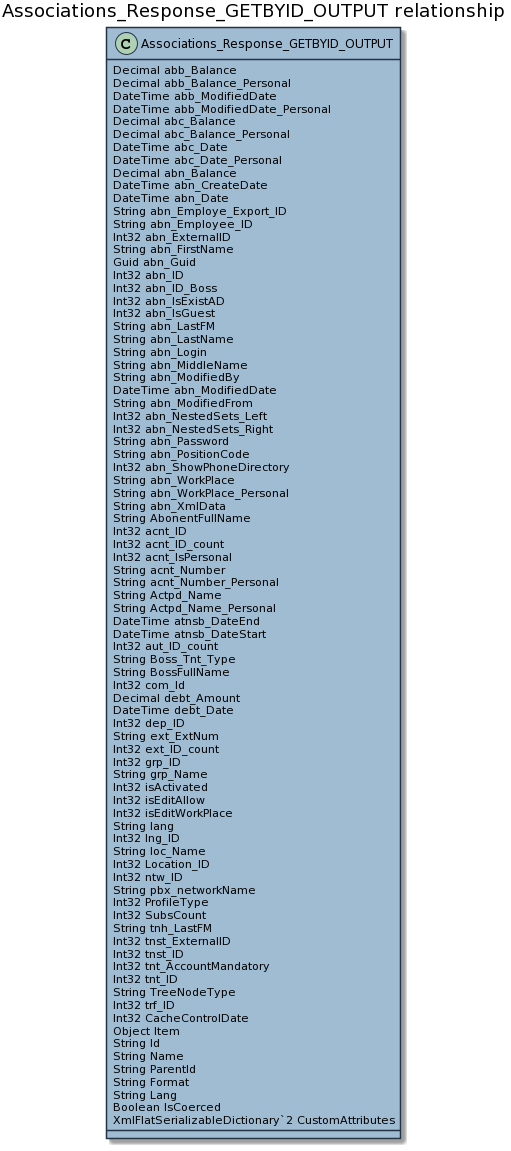 Associations_Response_GETBYID_OUTPUT relationship
C Associations_Response_GETBYID_OUTPUT
Decimal abb_Balance
Decimal abb_Balance_Personal
DateTime abb_ModifiedDate
DateTime abb_ModifiedDate_Personal
Decimal abc_Balance
Decimal abc_Balance_Personal
DateTime abc_Date
DateTime abc_Date_Personal
Decimal abn_Balance
DateTime abn_CreateDate
DateTime abn_Date
String abn_Employe_Export_ID
String abn_Employee_ID
Int32 abn_ExternalID
String abn_FirstName
Guid abn_Guid
Int32 abn_ID
Int32 abn_ID_Boss
Int32 abn_IsExistAD
Int32 abn_IsGuest
String abn_LastFM
String abn_LastName
String abn_Login
String abn_MiddleName
String abn_ModifiedBy
DateTime abn_ModifiedDate
String abn_ModifiedFrom
Int32 abn_NestedSets_Left
Int32 abn_NestedSets_Right
String abn_Password
String abn_PositionCode
Int32 abn_ShowPhoneDirectory
String abn_WorkPlace
String abn_WorkPlace_Personal
String abn_XmlData
String AbonentFullName
Int32 acnt_ID
Int32 acnt_ID_count
Int32 acnt_IsPersonal
String acnt_Number
String acnt_Number_Personal
String Actpd_Name
String Actpd_Name_Personal
DateTime atnsb_DateEnd
DateTime atnsb_DateStart
Int32 aut_ID_count
String Boss_Tnt_Type
String BossFullName
Int32 com_Id
Decimal debt_Amount
DateTime debt_Date
Int32 dep_ID
String ext_ExtNum
Int32 ext_ID_count
Int32 grp_ID
String grp_Name
Int32 isActivated
Int32 isEditAllow
Int32 isEditWorkPlace
String lang
Int32 lng_ID
String loc_Name
Int32 Location_ID
Int32 ntw_ID
String pbx_networkName
Int32 ProfileType
Int32 SubsCount
String tnh_LastFM
Int32 tnst_ExternalID
Int32 tnst_ID
Int32 tnt_AccountMandatory
Int32 tnt_ID
String TreeNodeType
Int32 trf_ID
Int32 CacheControlDate
Object Item
String Id
String Name
String ParentId
String Format
String Lang
Boolean IsCoerced
XmlFlatSerializableDictionary`2 CustomAttributes